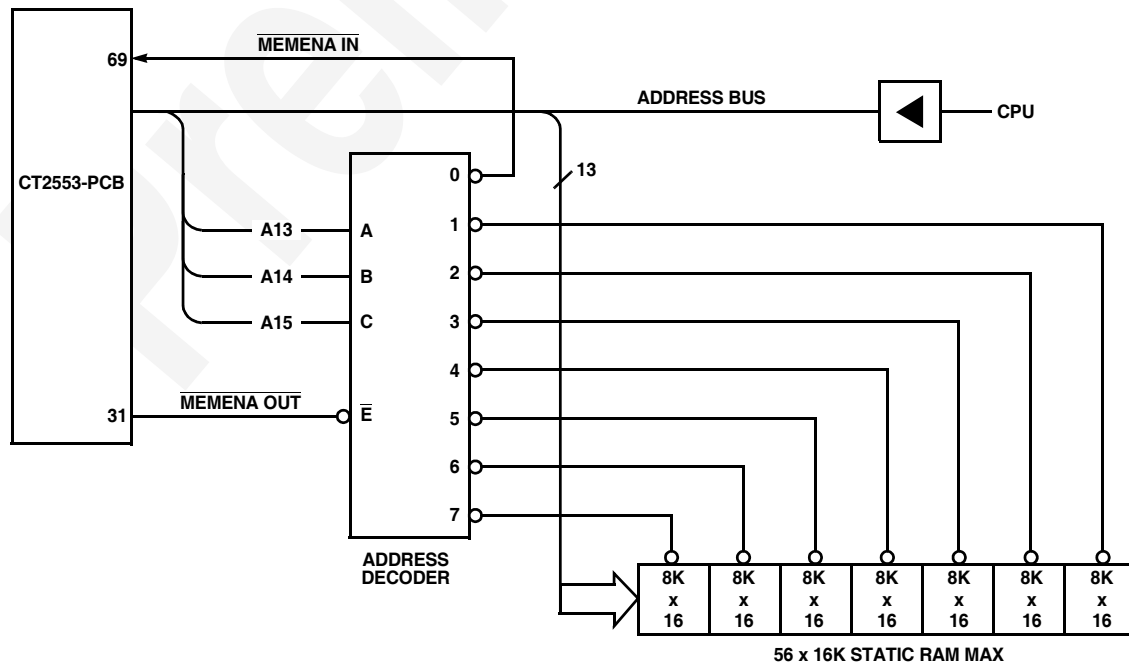 69
MEMENA IN
ADDRESS BUS
CPU
CT2553-PCB
0
13
1
A13
A
A14
B
2
A15
C
3
4
31
MEMENA OUT
E
5
6
7
ADDRESS
DECODER
8K
x
16
8K
x
16
8K
x
16
8K
x
16
8K
x
16
8K
x
16
8K
x
16
56 x 16K STATIC RAM MAX